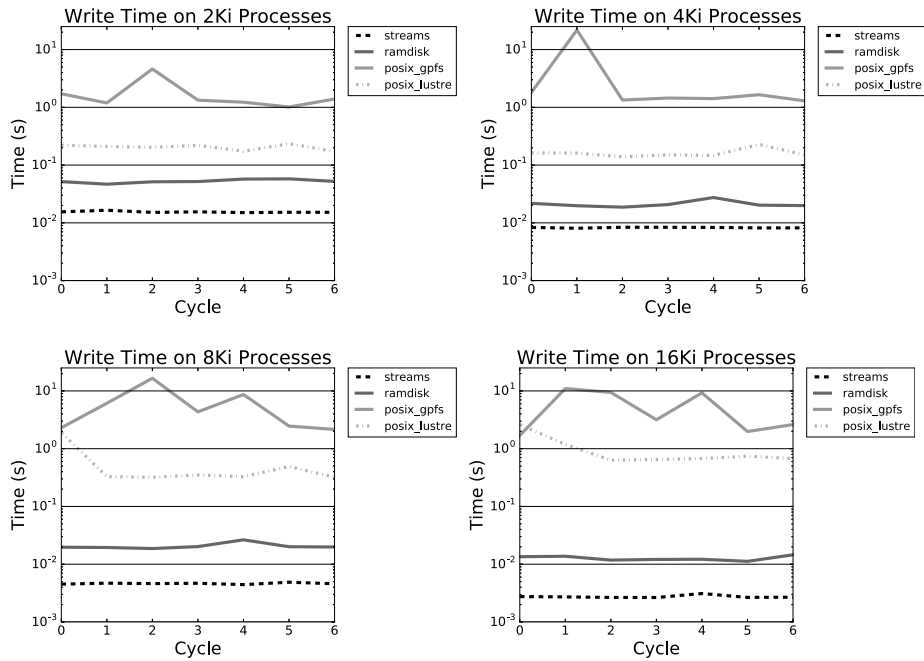 Write Time on 2Ki Processes
Time (s)
10^1
10^0
10^-1
10^-2
10^-3
0 1 2 3 4 5 6
Cycle
streams
ramdisk
posix_gpfs
posix_lustre
Write Time on 4Ki Processes
Time (s)
10^1
10^0
10^-1
10^-2
10^-3
0 1 2 3 4 5 6
Cycle
streams
ramdisk
posix_gpfs
posix_lustre
Write Time on 8Ki Processes
Time (s)
10^1
10^0
10^-1
10^-2
10^-3
0 1 2 3 4 5 6
Cycle
streams
ramdisk
posix_gpfs
posix_lustre
Write Time on 16Ki Processes
Time (s)
10^1
10^0
10^-1
10^-2
10^-3
0 1 2 3 4 5 6
Cycle
streams
ramdisk
posix_gpfs
posix_lustre